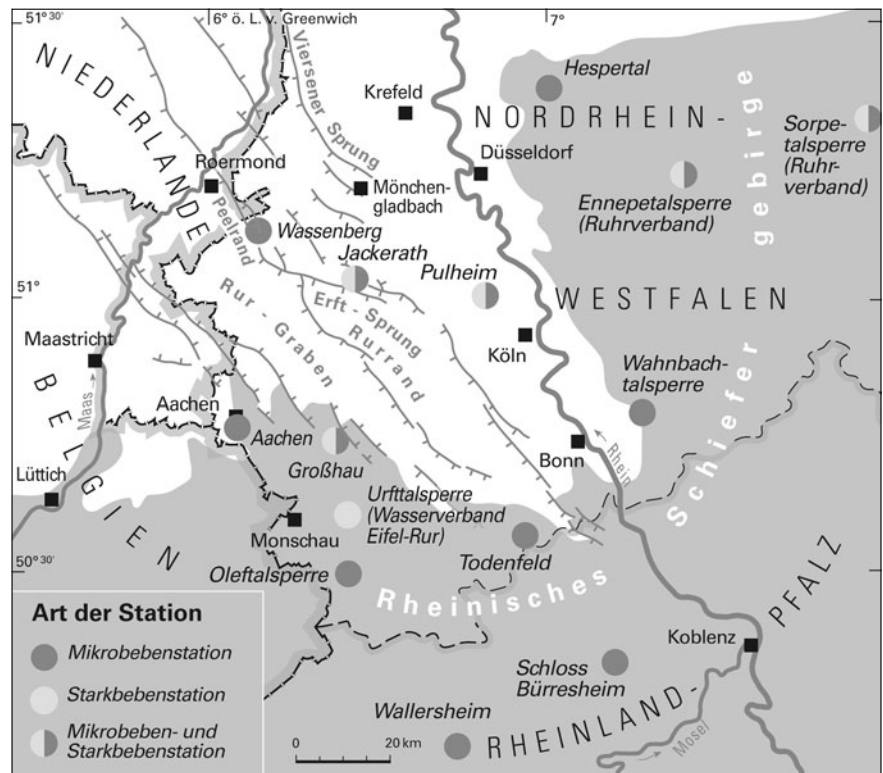 51° 30'
6° ö. L. v. Greenwich
7°
NIEDERLANDE
Viersener Sprung
Krefeld
Hespertal
NORDRHEIN-
Sorpe-
talsperre
(Ruhr-
verband)
Düsseldorf
Roermond
Mönchen-
gladbach
Ennepetalsperre
(Ruhrverband)
gebirge
Peelrand
Wassenberg
Jackerath
Pulheim
51°
WESTFALEN
Rur - Graben
Erft - Sprung
Rurrand
Köln
Maastricht
Wahnbach-
talsperre
Maas
BELGIEN
Aachen
Aachen
Großhau
Bonn
Rhein
Schiefer
Lüttich
Urfttalsperre
(Wasserverband
Eifel-Rur)
Monschau
Todenfeld
50° 30'
Oleftalsperre
Rheinisches
PFALZ
Art der Station
Mikrobebenstation
Starkbebenstation
Mikrobeben- und
Starkbebenstation
Koblenz
Schloss
Bürresheim
Wallersheim
RHEINLAND-
Mosel
0
20 km